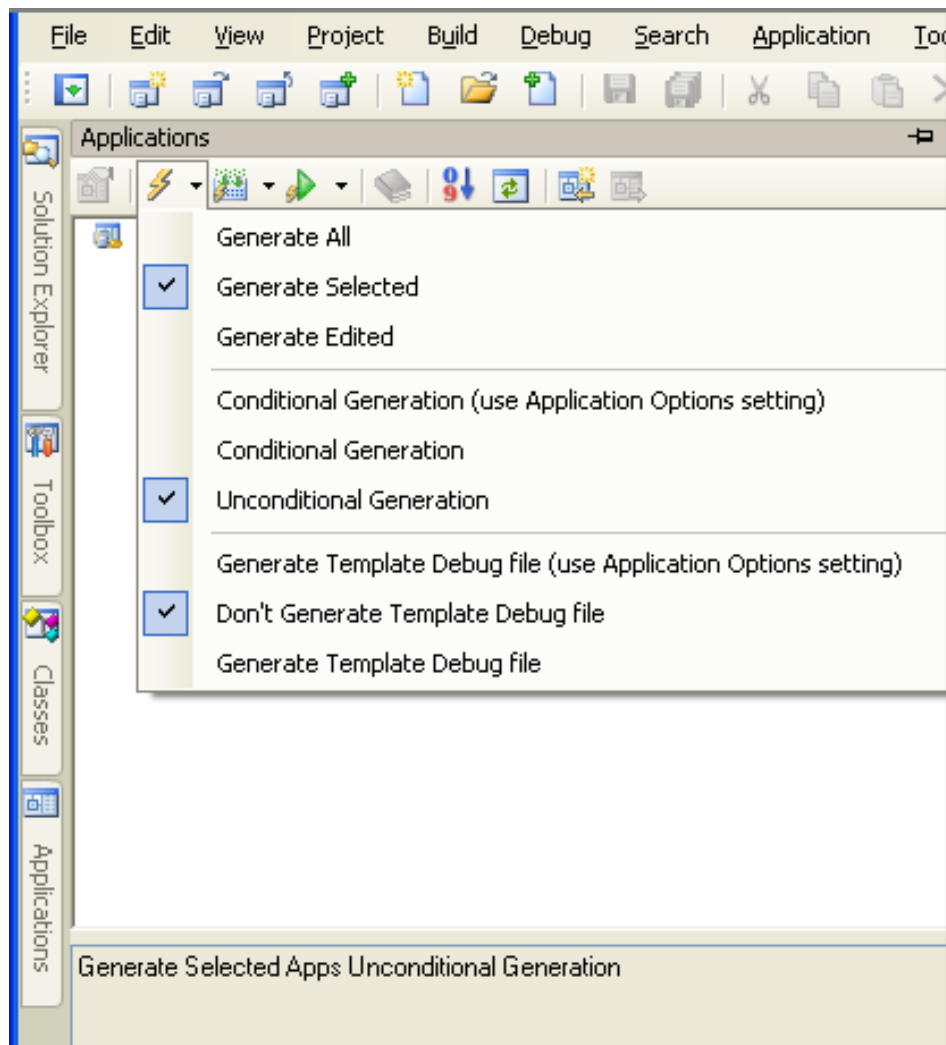 File Edit View Project Build Debug Search Application Too
Applications
Solution Explorer
Generate All
Generate Selected
Generate Edited
Conditional Generation (use Application Options setting)
Conditional Generation
Toolbox
Unconditional Generation
Generate Template Debug file (use Application Options setting)
Don't Generate Template Debug file
Generate Template Debug file
Classes
Applications
Generate Selected Apps Unconditional Generation